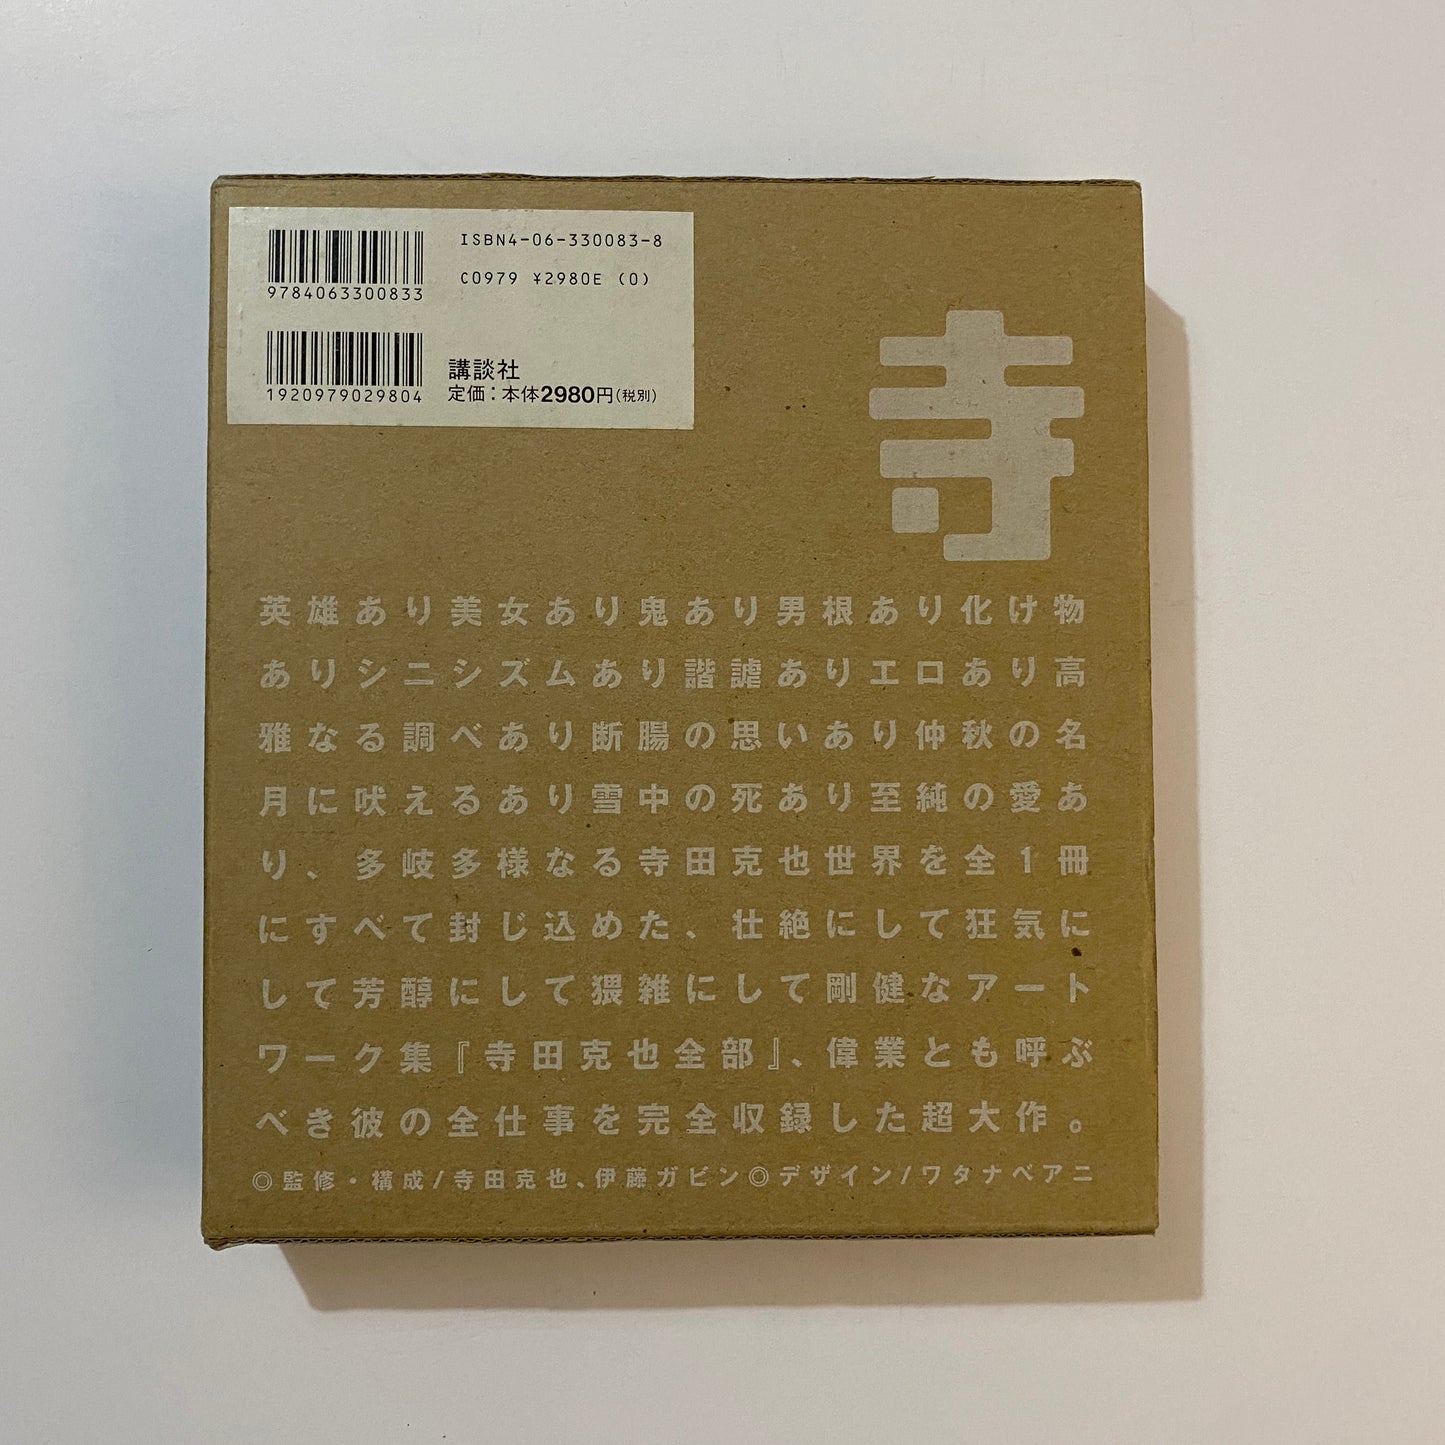 ISBN4-06-330083-8
C0979 ¥2980E (0)
9784063300833
1920979029804
講談社
定価：本体2980円(税別)
寺
英雄あり美女あり鬼あり男根あり化け物
ありシニシズムあり諧謔ありエロあり高
雅なる調べあり断腸の思いあり仲秋の名
月に吠えるあり雪中の死あり至純の愛あ
り、多岐多様なる寺田克也世界を全1冊
にすべて封じ込めた、壮絶にして狂気に
して芳醇にして猥雑にして剛健なアート
ワーク集『寺田克也全部』、偉業とも呼ぶ
べき彼の全仕事を完全収録した超大作。
◎監修・構成/寺田克也、伊藤ガビン◎デザイン/ワタナベアニ